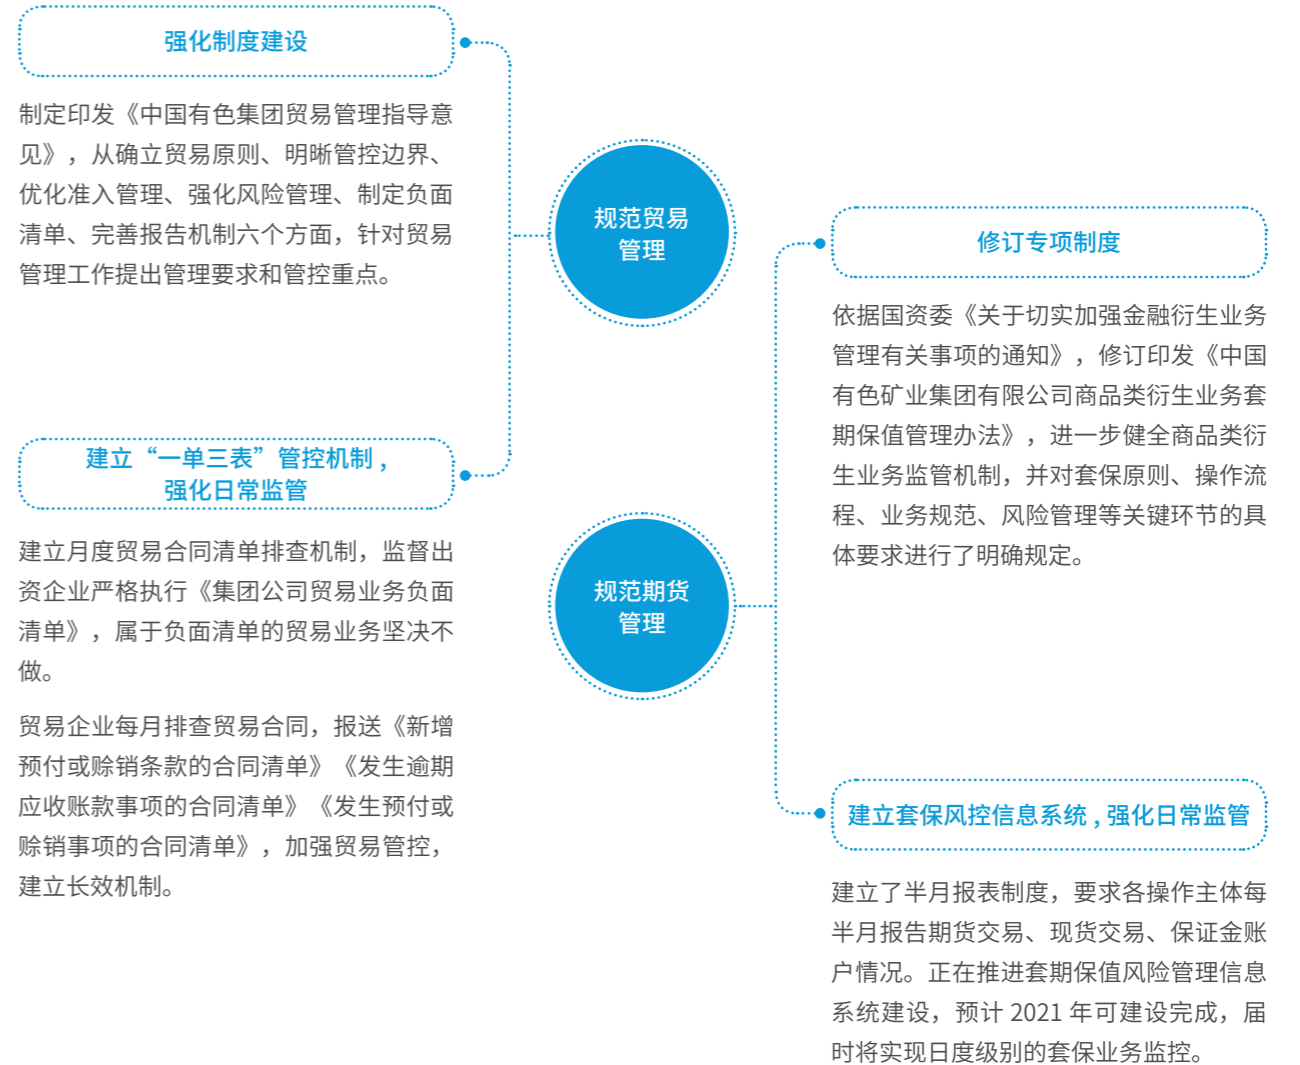 强化制度建设
制定印发《中国有色集团贸易管理指导意
见》，从确立贸易原则、明晰管控边界、
优化准入管理、强化风险管理、制定负面
清单、完善报告机制六个方面，针对贸易
管理工作提出管理要求和管控重点。
规范贸易
管理
建立“一单三表”管控机制，
强化日常监管
建立月度贸易合同清单排查机制，监督出
资企业严格执行《集团公司贸易业务负面
清单》，属于负面清单的贸易业务坚决不
做。
贸易企业每月排查贸易合同，报送《新增
预付或赊销条款的合同清单》《发生逾期
应收账款事项的合同清单》《发生预付或
赊销事项的合同清单》，加强贸易管控，
建立长效机制。
规范期货
管理
修订专项制度
依据国资委《关于切实加强金融衍生业务
管理有关事项的通知》，修订印发《中国
有色矿业集团有限公司商品类衍生业务套
期保值管理办法》，进一步健全商品类衍
生业务监管机制，并对套保原则、操作流
程、业务规范、风险管理等关键环节的具
体要求进行了明确规定。
建立套保风控信息系统，强化日常监管
建立了半月报表制度，要求各操作主体每
半月报告期货交易、现货交易、保证金账
户情况。正在推进套期保值风险管理信息
系统建设，预计 2021 年可建设完成，届
时将实现日度级别的套保业务监控。